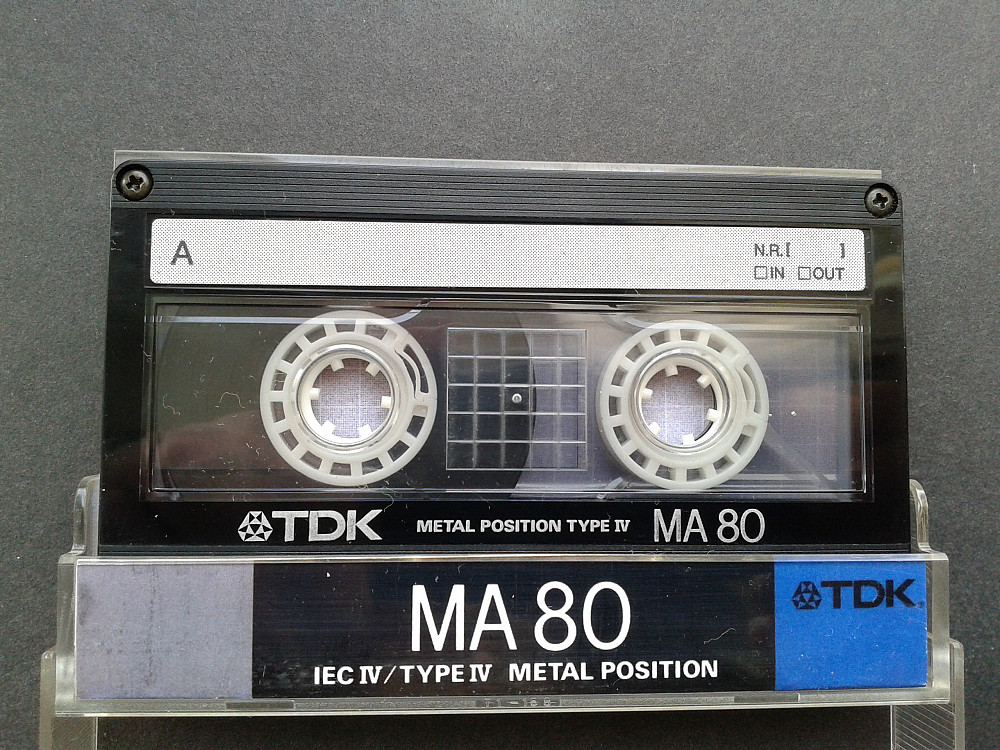 A
N.R.[ ]
□IN □OUT
TDK METAL POSITION TYPE IV MA 80
MA 80
TDK
IEC IV/TYPE IV METAL POSITION